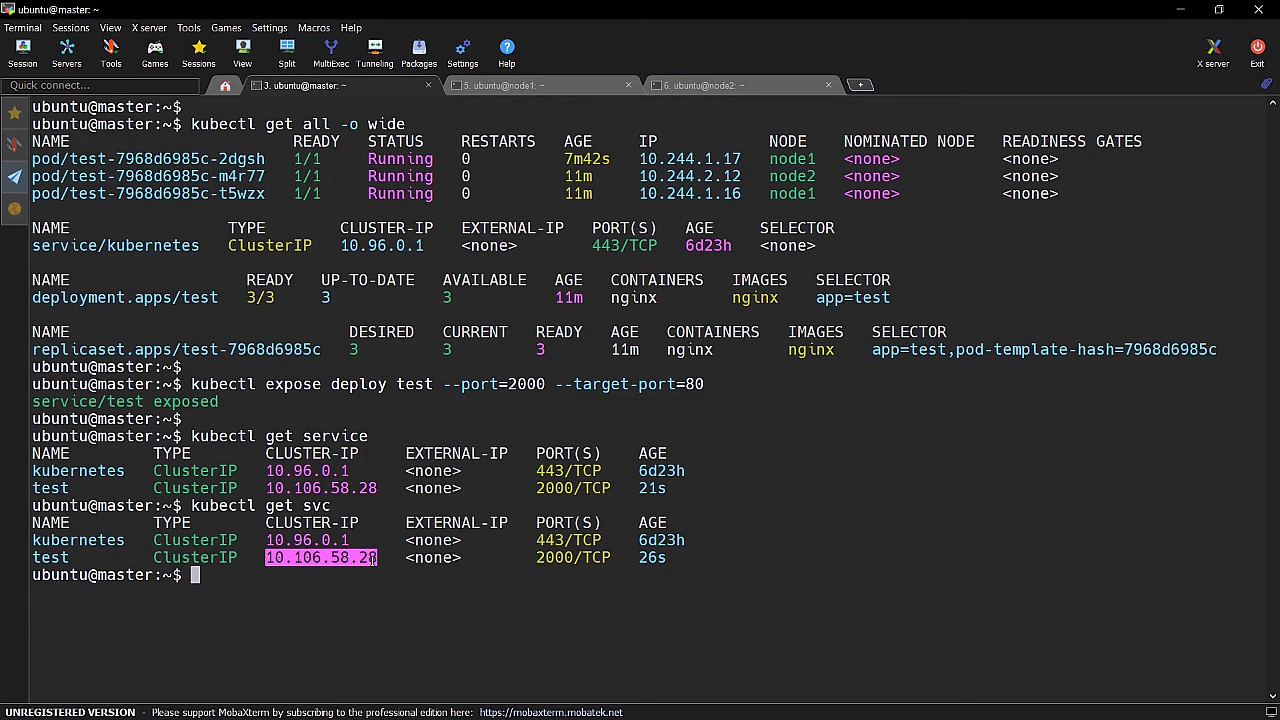 ubuntu@master: ~
Terminal Sessions View X server Tools Games Settings Macros Help
Session Servers Tools Games Sessions View Split MultiExec Tunneling Packages Settings Help X server Exit
Quick connect... 3. ubuntu@master: ~ 5. ubuntu@node1: ~ 6. ubuntu@node2: ~
ubuntu@master:~$
ubuntu@master:~$ kubectl get all -o wide
NAME READY STATUS RESTARTS AGE IP NODE NOMINATED NODE READINESS GATES
pod/test-7968d6985c-2dgsh 1/1 Running 0 7m42s 10.244.1.17 node1 <none> <none>
pod/test-7968d6985c-m4r77 1/1 Running 0 11m 10.244.2.12 node2 <none> <none>
pod/test-7968d6985c-t5wzx 1/1 Running 0 11m 10.244.1.16 node1 <none> <none>
NAME TYPE CLUSTER-IP EXTERNAL-IP PORT(S) AGE SELECTOR
service/kubernetes ClusterIP 10.96.0.1 <none> 443/TCP 6d23h <none>
NAME READY UP-TO-DATE AVAILABLE AGE CONTAINERS IMAGES SELECTOR
deployment.apps/test 3/3 3 3 11m nginx nginx app=test
NAME DESIRED CURRENT READY AGE CONTAINERS IMAGES SELECTOR
replicaset.apps/test-7968d6985c 3 3 3 11m nginx nginx app=test,pod-template-hash=7968d6985c
ubuntu@master:~$
ubuntu@master:~$ kubectl expose deploy test --port=2000 --target-port=80
service/test exposed
ubuntu@master:~$
ubuntu@master:~$ kubectl get service
NAME TYPE CLUSTER-IP EXTERNAL-IP PORT(S) AGE
kubernetes ClusterIP 10.96.0.1 <none> 443/TCP 6d23h
test ClusterIP 10.106.58.28 <none> 2000/TCP 21s
ubuntu@master:~$ kubectl get svc
NAME TYPE CLUSTER-IP EXTERNAL-IP PORT(S) AGE
kubernetes ClusterIP 10.96.0.1 <none> 443/TCP 6d23h
test ClusterIP 10.106.58.28 <none> 2000/TCP 26s
ubuntu@master:~$
UNREGISTERED VERSION - Please support MobaXterm by subscribing to the professional edition here: https://mobaxterm.mobatek.net